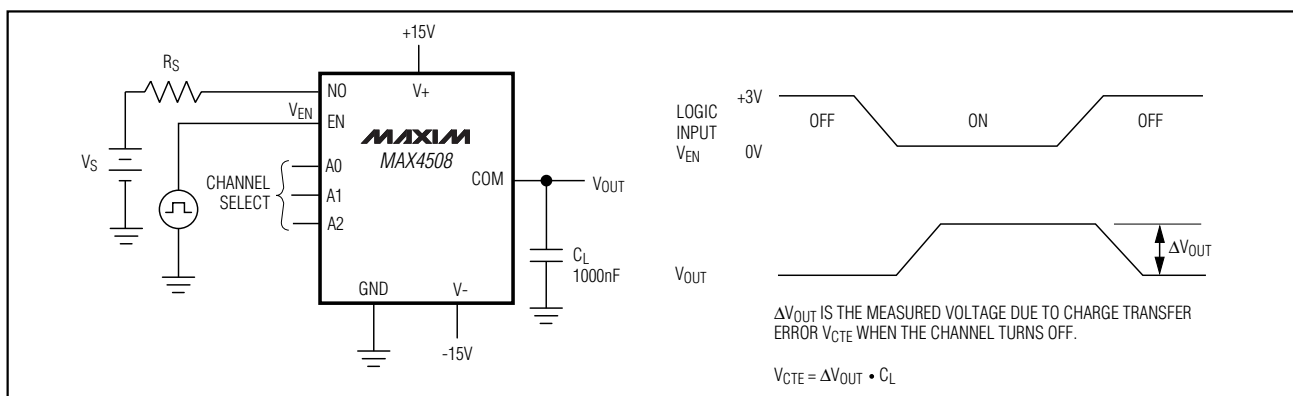 +15V
RS
NO
V+
VEN
EN
MAXIM
MAX4508
VS
A0
CHANNEL
SELECT
A1
A2
COM
VOUT
CL
1000nF
GND
V-
-15V
LOGIC
INPUT
VEN
+3V
0V
OFF
ON
OFF
VOUT
ΔVOUT
ΔVOUT IS THE MEASURED VOLTAGE DUE TO CHARGE TRANSFER
ERROR VCTE WHEN THE CHANNEL TURNS OFF.
VCTE = ΔVOUT • CL